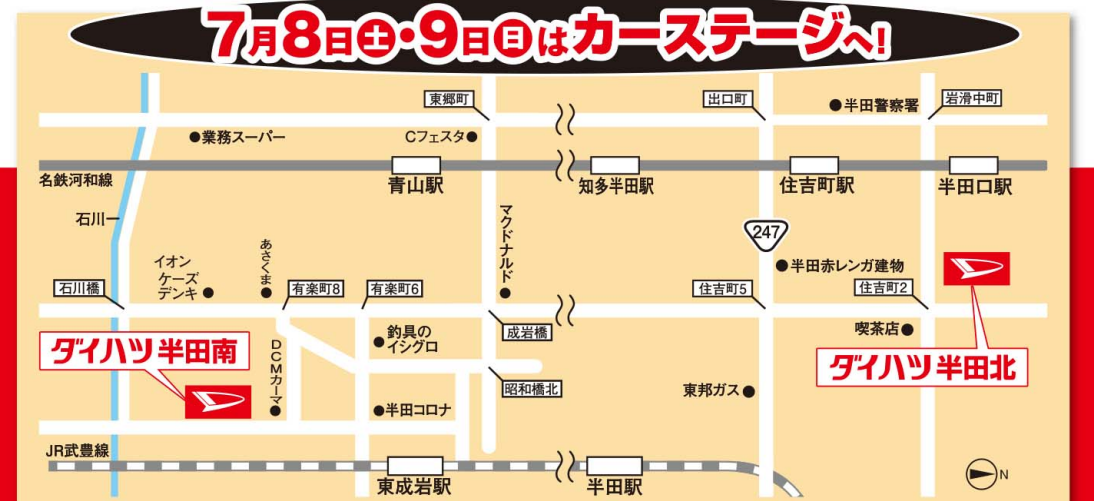 7月8日㊏・9日㊐はカーステージへ!
東郷町
出口町
岩滑中町
●半田警察署
●業務スーパー
Cフェスタ●
名鉄河和線
青山駅
知多半田駅
住吉町駅
半田口駅
石川
マクドナルド
●
247
あさくま
●
イオン
ケーズ
デンキ●
●半田赤レンガ建物
石川橋
有楽町8
有楽町6
住吉町5
住吉町2
成岩橋
●釣具の
イシグロ
喫茶店●
ダイハツ 半田南
ダイハツ 半田北
DCMカーマ
●
昭和橋北
東邦ガス●
●半田コロナ
JR武豊線
東成岩駅
半田駅
N